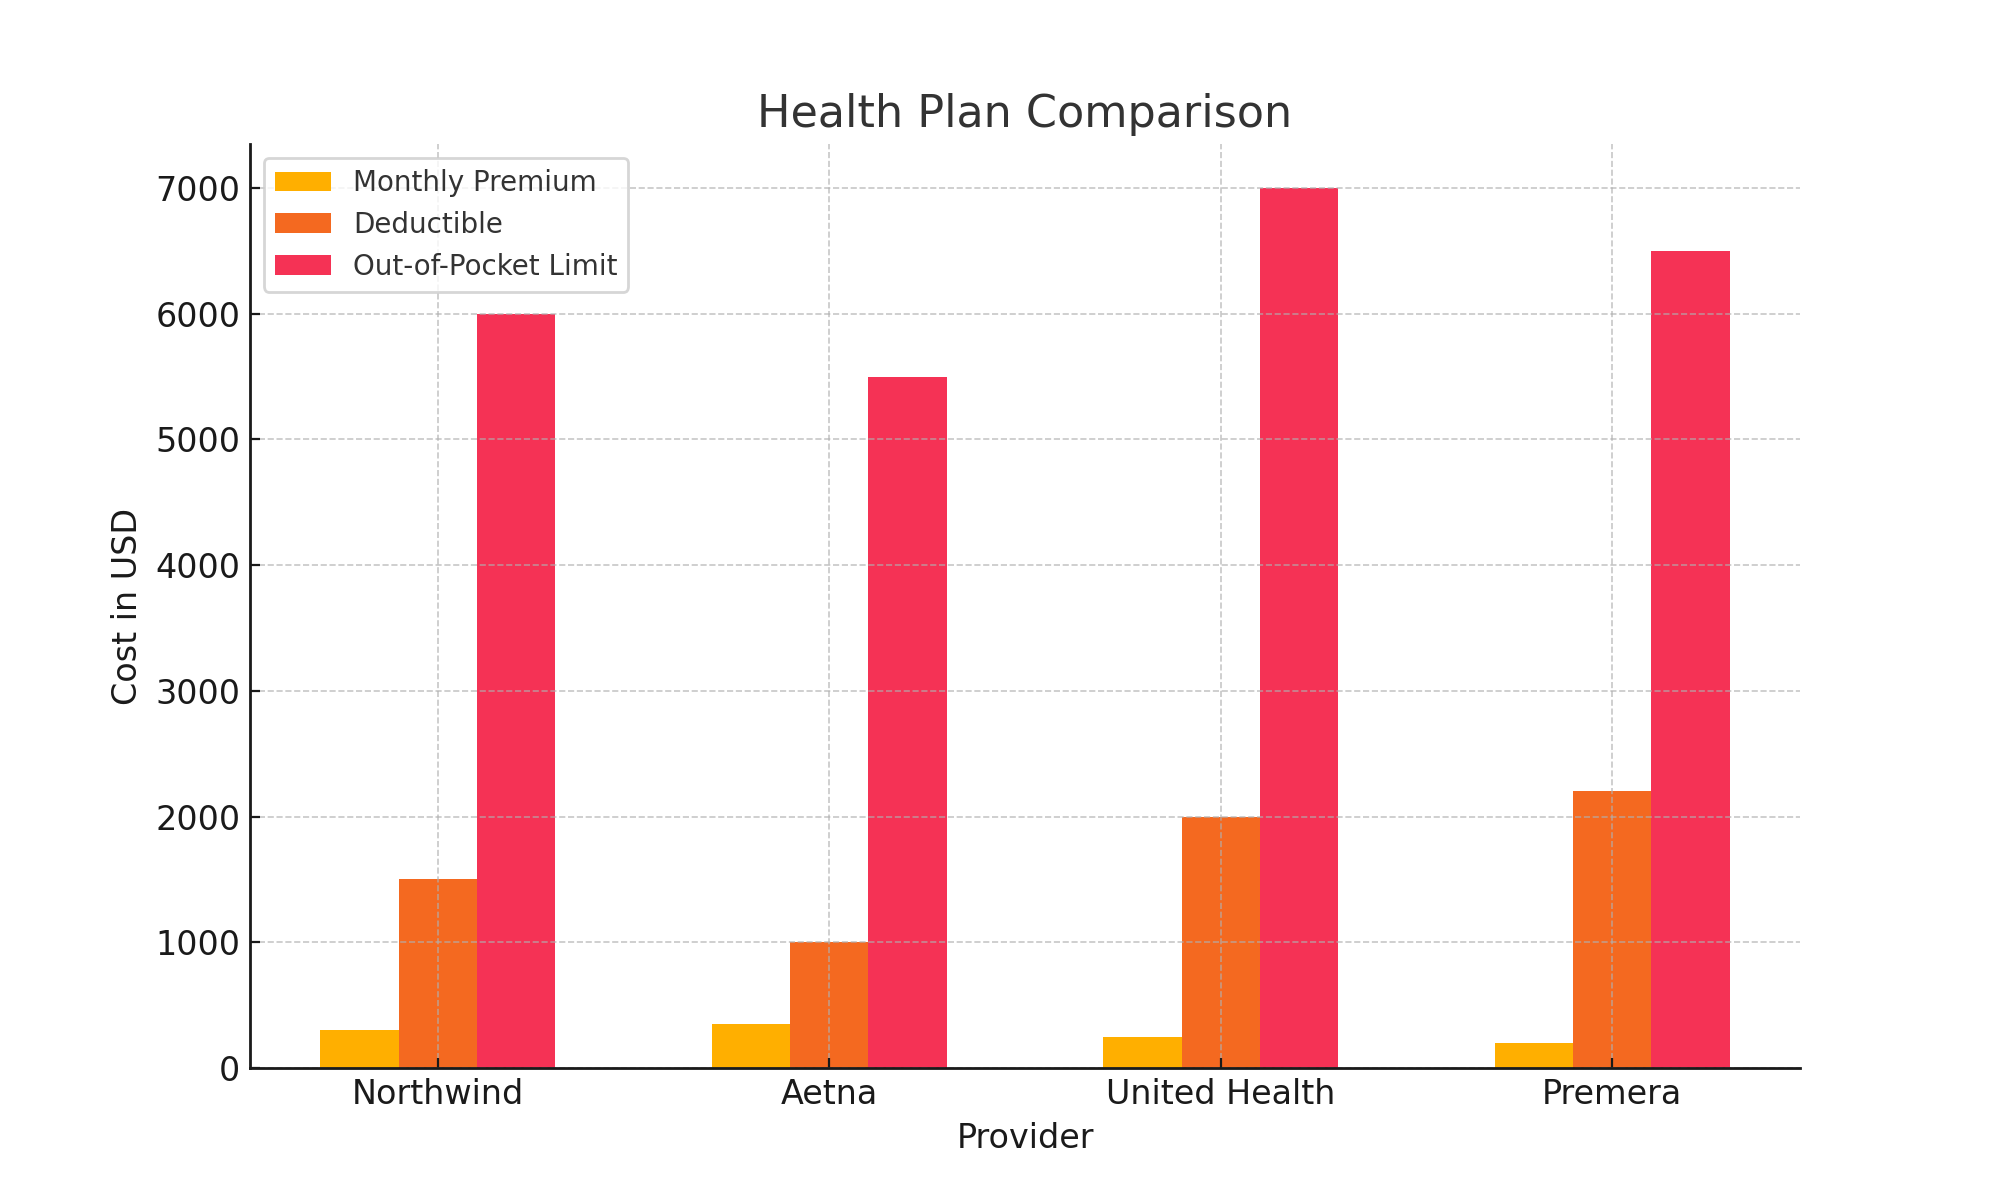 Health Plan Comparison
Monthly Premium
Deductible
Out-of-Pocket Limit
Cost in USD
7000
6000
5000
4000
3000
2000
1000
0
Northwind Aetna United Health Premera
Provider